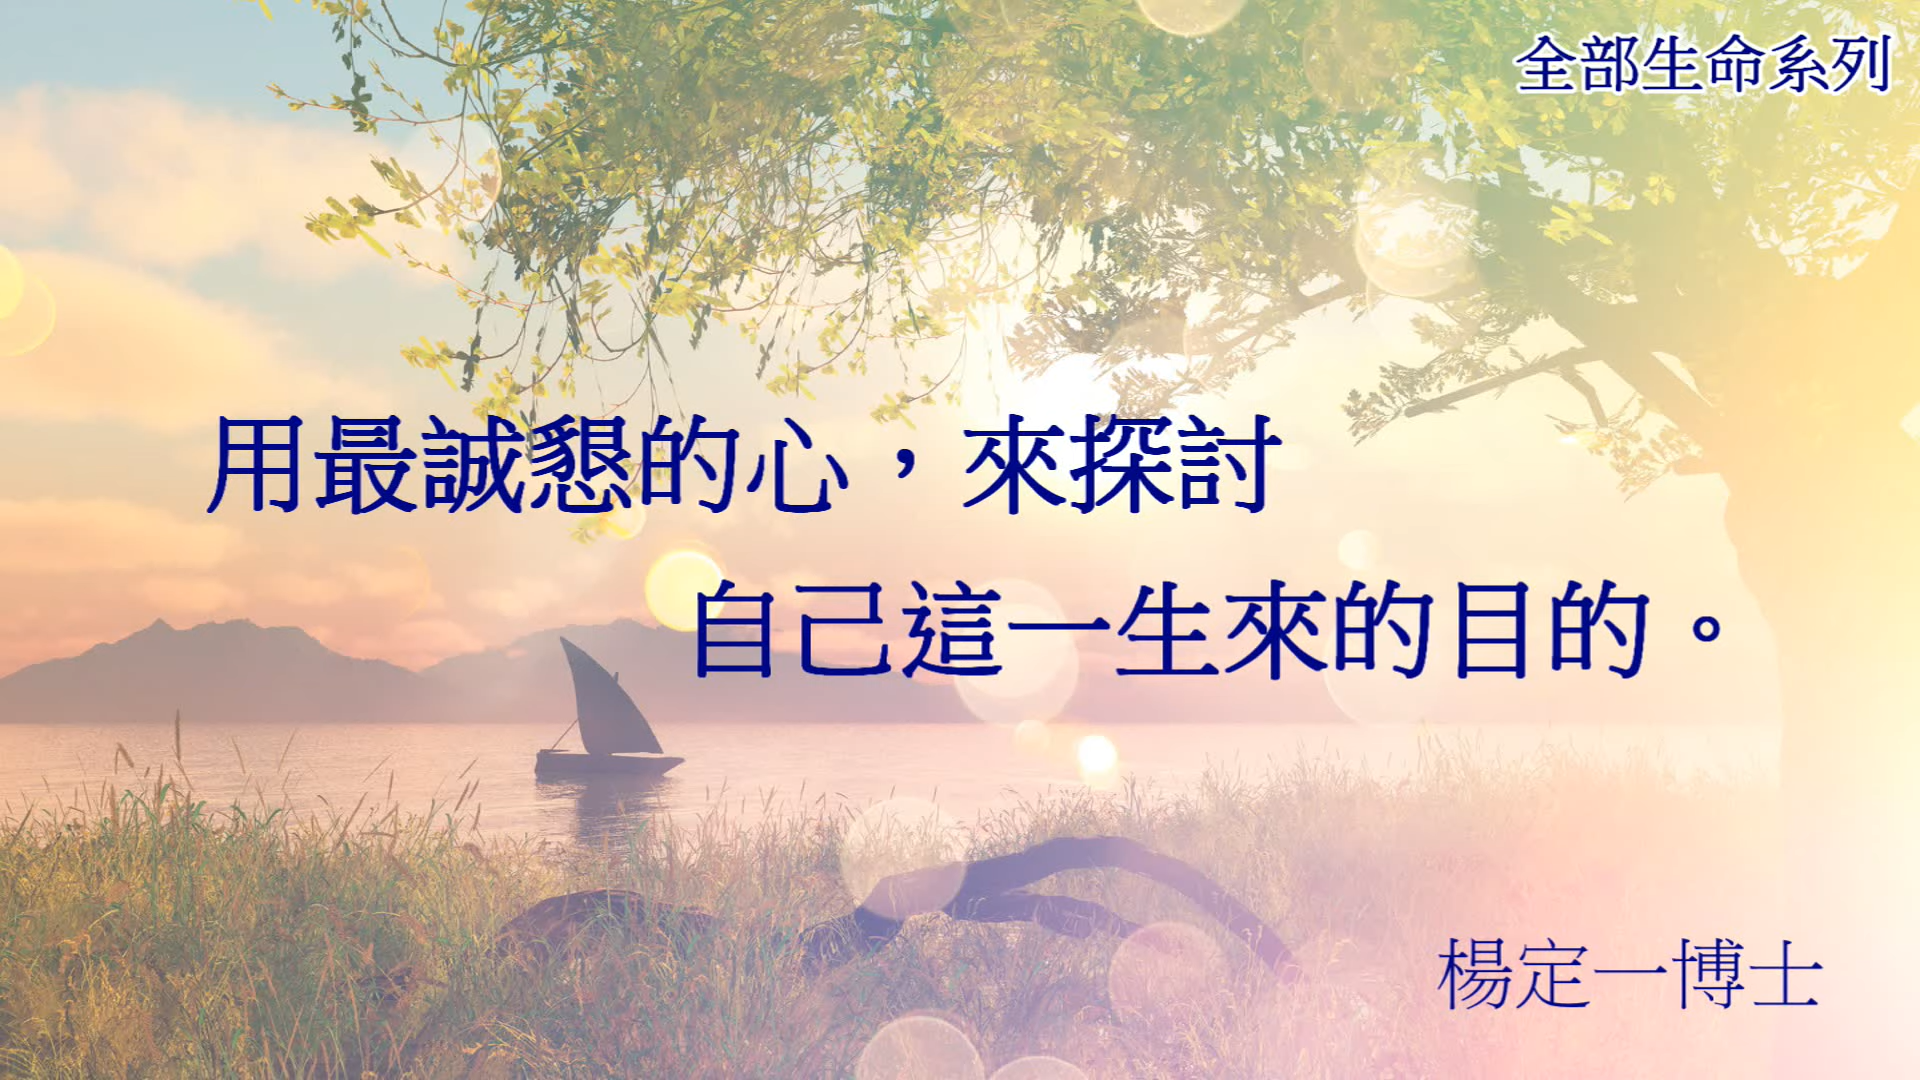 全部生命系列
用最誠懇的心，來探討
自己這一生來的目的。
楊定一博士